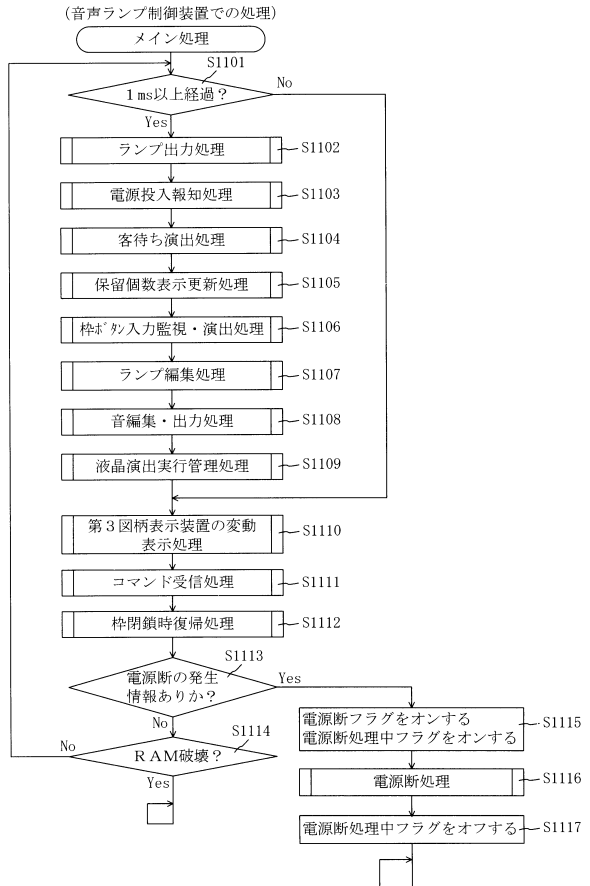 (音声ランプ制御装置での処理)
メイン処理
S1101
1ms以上経過?
No
Yes
ランプ出力処理
S1102
電源投入報知処理
S1103
客待ち演出処理
S1104
保留個数表示更新処理
S1105
枠ボタン入力監視・演出処理
S1106
ランプ編集処理
S1107
音編集・出力処理
S1108
液晶演出実行管理処理
S1109
第3図柄表示装置の変動
表示処理
S1110
コマンド受信処理
S1111
枠閉鎖時復帰処理
S1112
S1113
電源断の発生
情報ありか?
Yes
No
S1114
RAM破壊?
No
Yes
電源断フラグをオンする
電源断処理中フラグをオンする
S1115
電源断処理
S1116
電源断処理中フラグをオフする
S1117